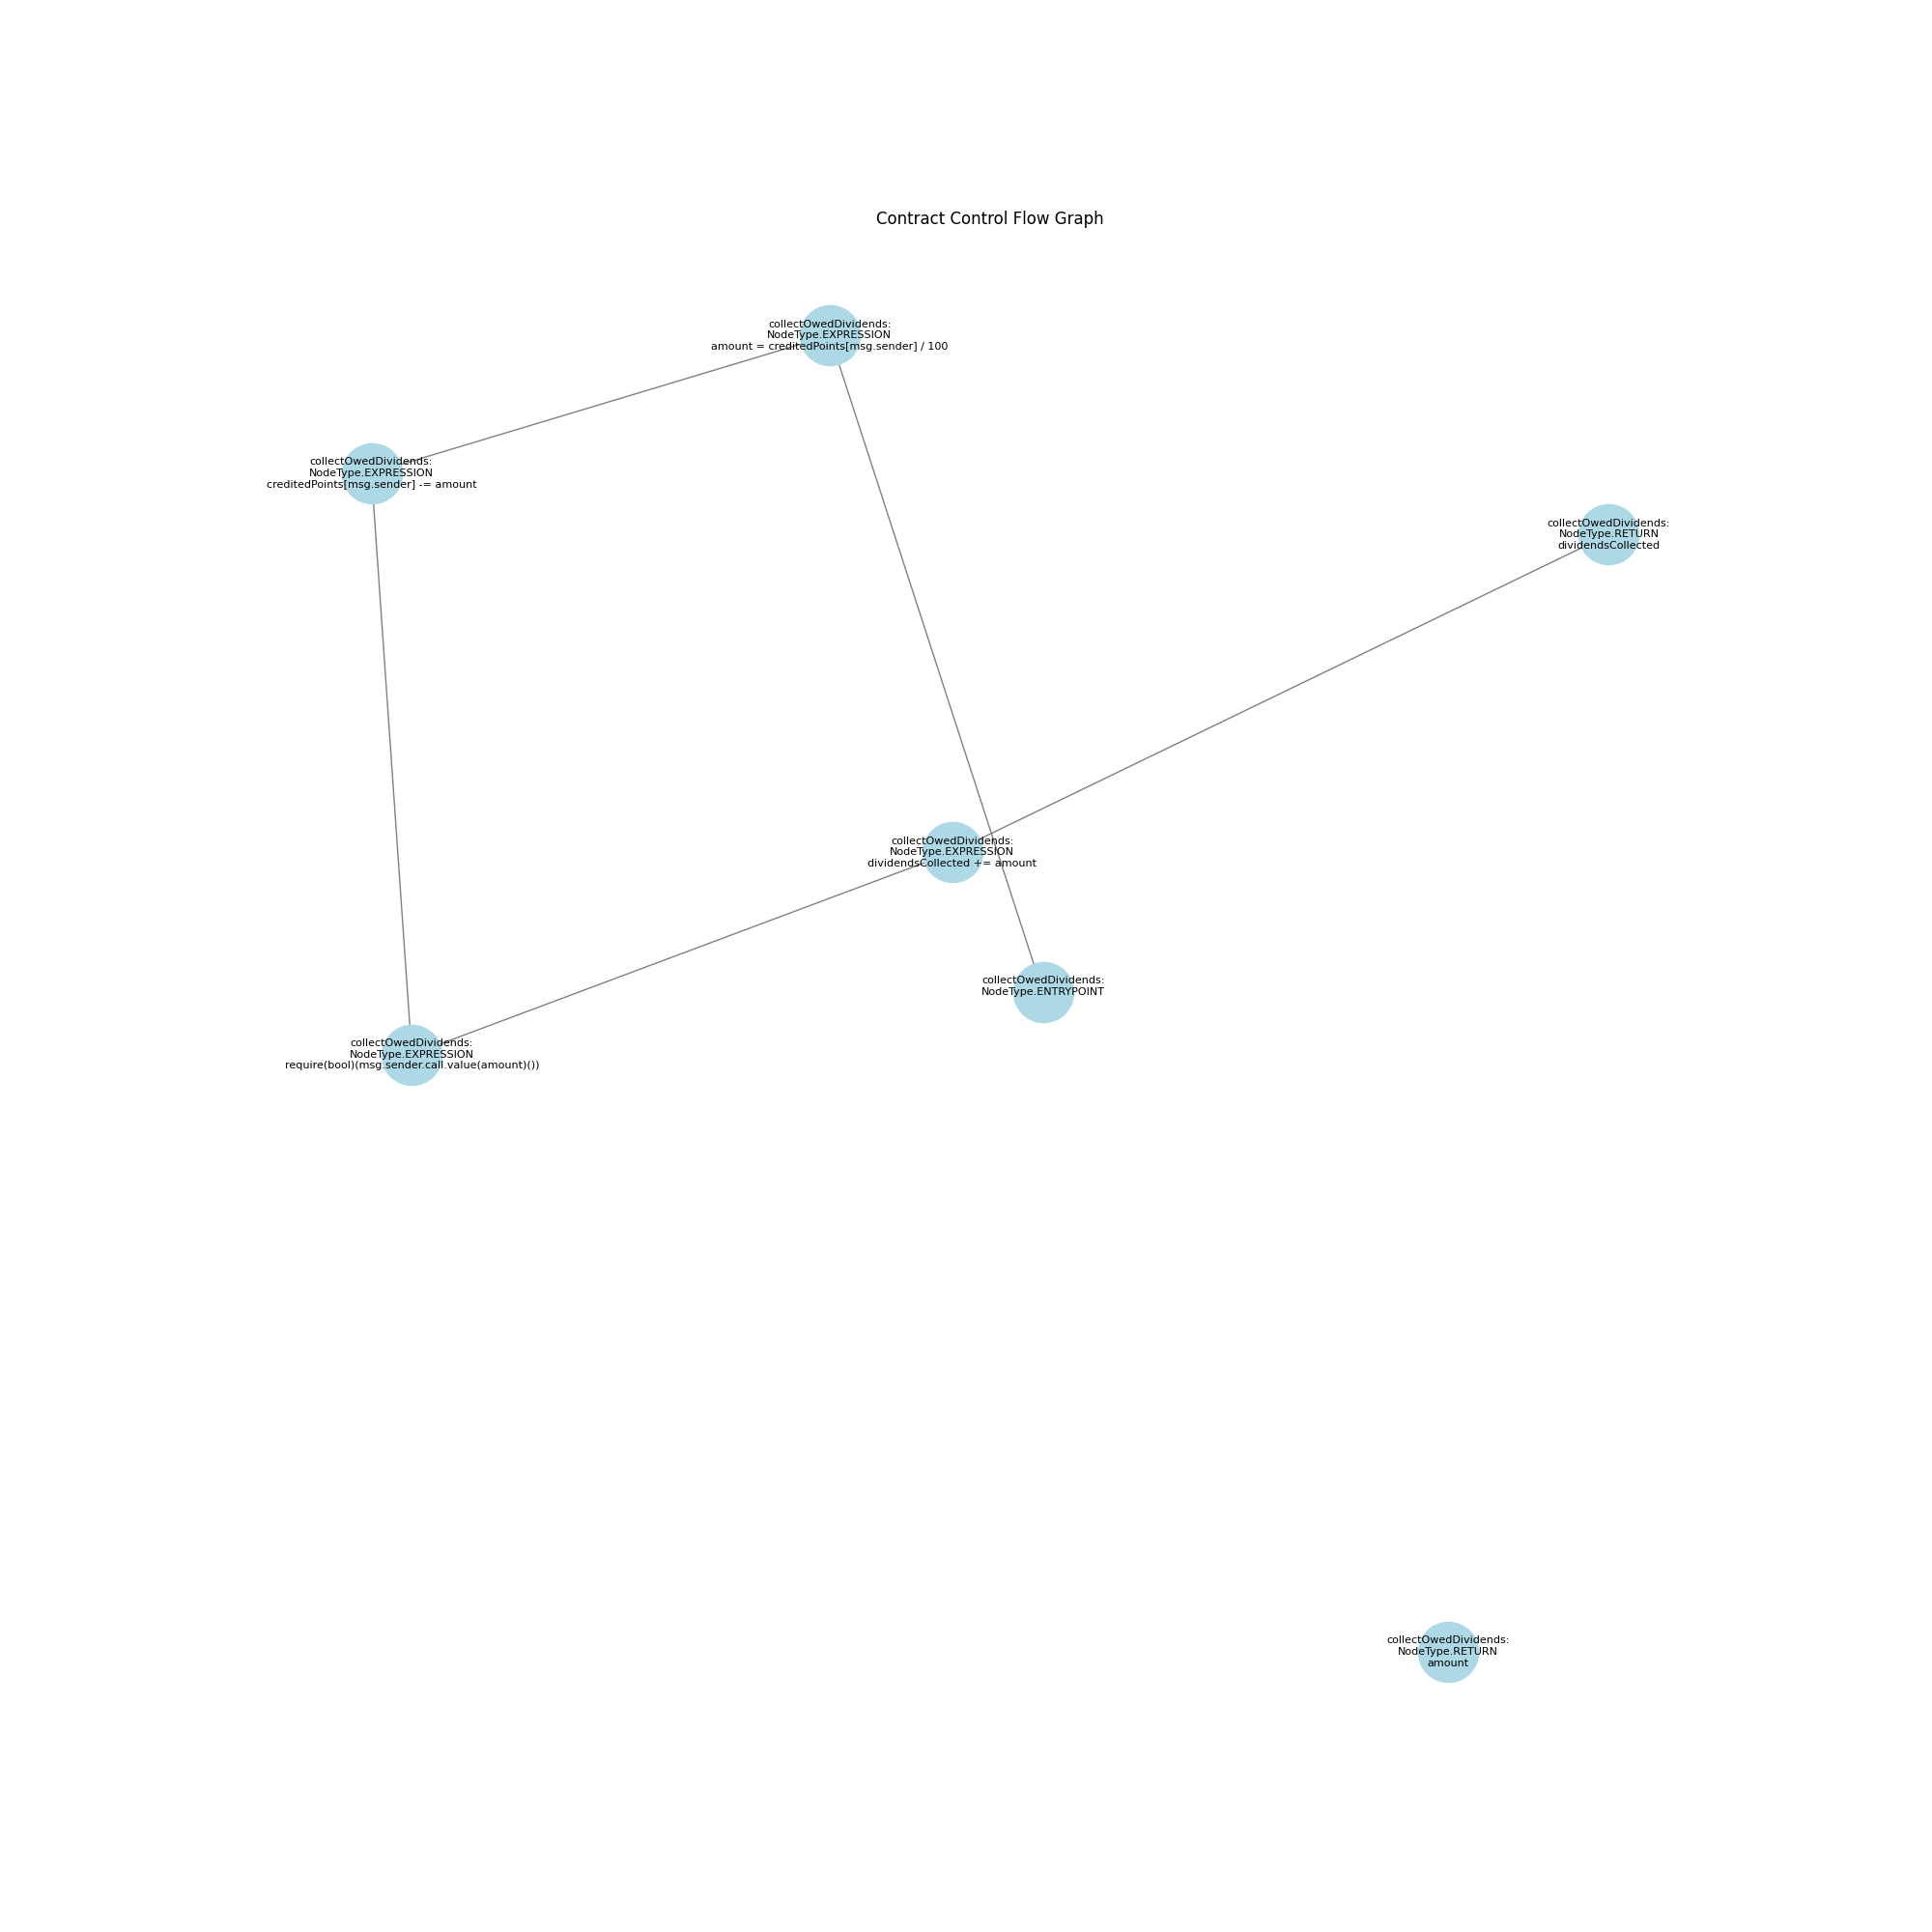 Contract Control Flow Graph
collectOwedDividends:
NodeType.EXPRESSION
amount = creditedPoints[msg.sender] / 100
collectOwedDividends:
NodeType.EXPRESSION
creditedPoints[msg.sender] -= amount
collectOwedDividends:
NodeType.RETURN
dividendsCollected
collectOwedDividends:
NodeType.EXPRESSION
dividendsCollected += amount
collectOwedDividends:
NodeType.ENTRYPOINT
collectOwedDividends:
NodeType.EXPRESSION
require(bool)(msg.sender.call.value(amount)())
collectOwedDividends:
NodeType.RETURN
amount